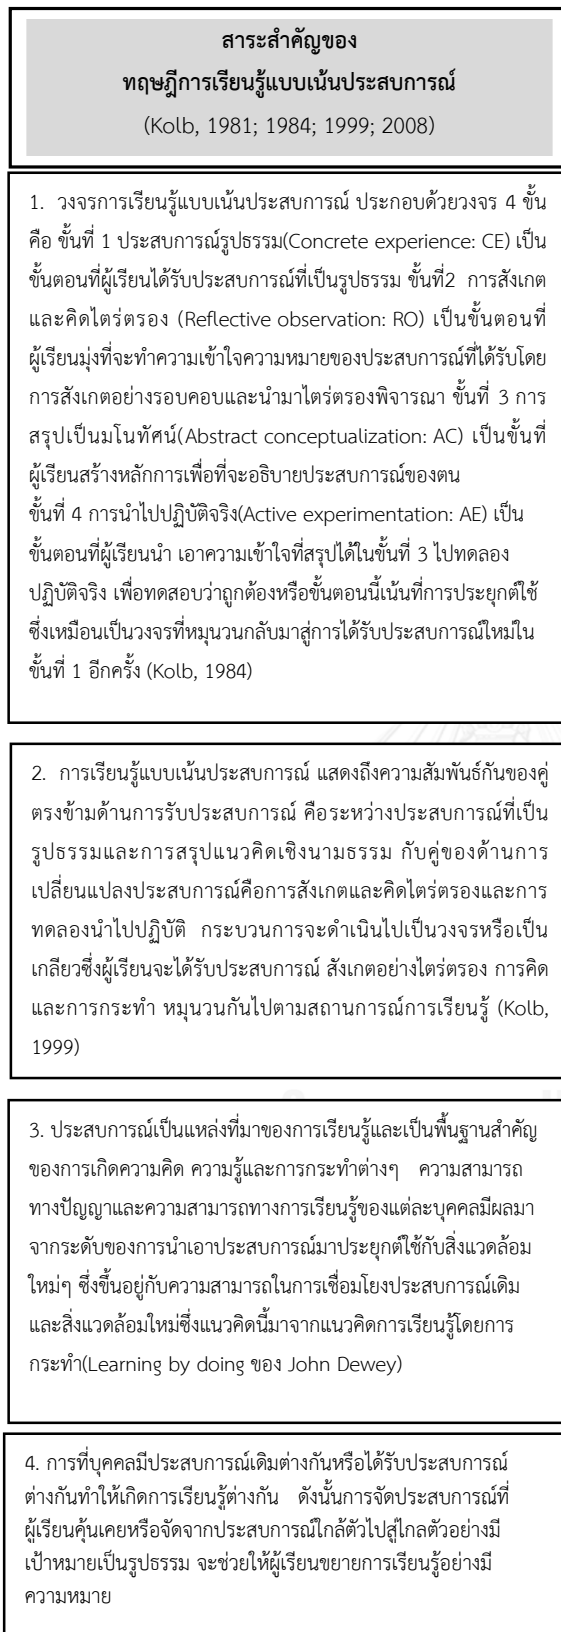 สาระสำคัญของ
ทฤษฎีการเรียนรู้แบบเน้นประสบการณ์
(Kolb, 1981; 1984; 1999; 2008)
1. วงจรการเรียนรู้แบบเน้นประสบการณ์ ประกอบด้วยวงจร 4 ขั้น
คือ ขั้นที่ 1 ประสบการณ์รูปธรรม(Concrete experience: CE) เป็น
ขั้นตอนที่ผู้เรียนได้รับประสบการณ์ที่เป็นรูปธรรม ขั้นที่2 การสังเกต
และคิดไตร่ตรอง (Reflective observation: RO) เป็นขั้นตอนที่
ผู้เรียนมุ่งที่จะทำความเข้าใจความหมายของประสบการณ์ที่ได้รับโดย
การสังเกตอย่างรอบคอบและนำมาไตร่ตรองพิจารณา ขั้นที่ 3 การ
สรุปเป็นมโนทัศน์(Abstract conceptualization: AC) เป็นขั้นที่
ผู้เรียนสร้างหลักการเพื่อที่จะอธิบายประสบการณ์ของตน
ขั้นที่ 4 การนำไปปฏิบัติจริง(Active experimentation: AE) เป็น
ขั้นตอนที่ผู้เรียนนำ เอาความเข้าใจที่สรุปได้ในขั้นที่ 3 ไปทดลอง
ปฏิบัติจริง เพื่อทดสอบว่าถูกต้องหรือขั้นตอนนี้เน้นที่การประยุกต์ใช้
ซึ่งเหมือนเป็นวงจรที่หมุนวนกลับมาสู่การได้รับประสบการณ์ใหม่ใน
ขั้นที่ 1 อีกครั้ง (Kolb, 1984)
2. การเรียนรู้แบบเน้นประสบการณ์ แสดงถึงความสัมพันธ์กันของคู่
ตรงข้ามด้านการรับประสบการณ์ คือระหว่างประสบการณ์ที่เป็น
รูปธรรมและการสรุปแนวคิดเชิงนามธรรม กับคู่ของด้านการ
เปลี่ยนแปลงประสบการณ์คือการสังเกตและคิดไตร่ตรองและการ
ทดลองนำไปปฏิบัติ กระบวนการจะดำเนินไปเป็นวงจรหรือเป็น
เกลียวซึ่งผู้เรียนจะได้รับประสบการณ์ สังเกตอย่างไตร่ตรอง การคิด
และการกระทำ หมุนวนกันไปตามสถานการณ์การเรียนรู้ (Kolb,
1999)
3. ประสบการณ์เป็นแหล่งที่มาของการเรียนรู้และเป็นพื้นฐานสำคัญ
ของการเกิดความคิด ความรู้และการกระทำต่างๆ ความสามารถ
ทางปัญญาและความสามารถทางการเรียนรู้ของแต่ละบุคคลมีผลมา
จากระดับของการนำเอาประสบการณ์มาประยุกต์ใช้กับสิ่งแวดล้อม
ใหม่ๆ ซึ่งขึ้นอยู่กับความสามารถในการเชื่อมโยงประสบการณ์เดิม
และสิ่งแวดล้อมใหม่ซึ่งแนวคิดนี้มาจากแนวคิดการเรียนรู้โดยการ
กระทำ(Learning by doing ของ John Dewey)
4. การที่บุคคลมีประสบการณ์เดิมต่างกันหรือได้รับประสบการณ์
ต่างกันทำให้เกิดการเรียนรู้ต่างกัน ดังนั้นการจัดประสบการณ์ที่
ผู้เรียนคุ้นเคยหรือจัดจากประสบการณ์ใกล้ตัวไปสู่ไกลตัวอย่างมี
เป้าหมายเป็นรูปธรรม จะช่วยให้ผู้เรียนขยายการเรียนรู้อย่างมี
ความหมาย